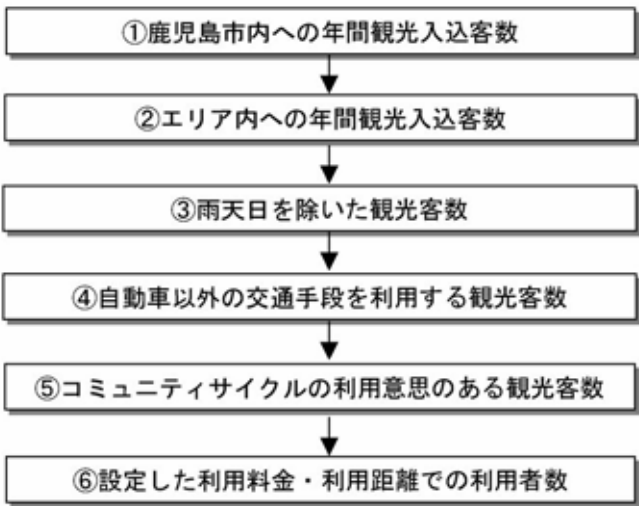 ①鹿児島市内への年間観光入込客数
②エリア内への年間観光入込客数
③雨天日を除いた観光客数
④自動車以外の交通手段を利用する観光客数
⑤コミュニティサイクルの利用意思のある観光客数
⑥設定した利用料金・利用距離での利用者数